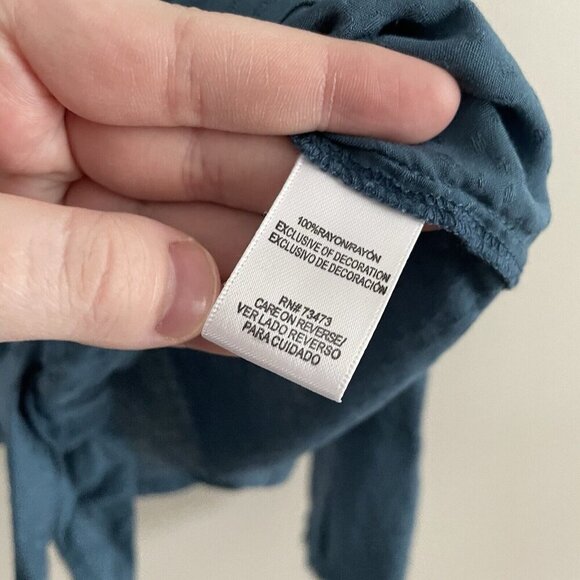 100%RAYON/RAYÓN
EXCLUSIVE OF DECORATION
EXCLUSIVO DE DECORACIÓN
RN# 73473
CARE ON REVERSE/
VER LADO REVERSO
PARA CUIDADO